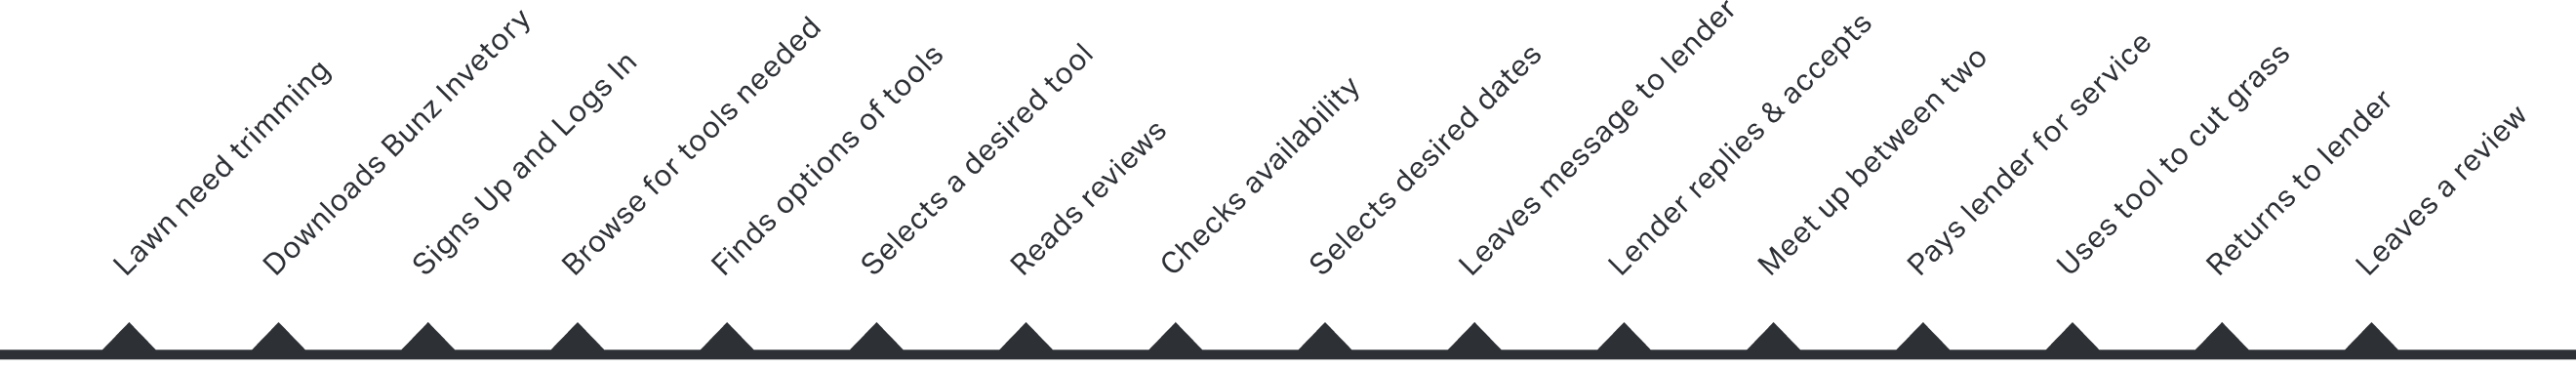 Lawn need trimming
Downloads Bunz Invetory
Signs Up and Logs In
Browse for tools needed
Finds options of tools
Selects a desired tool
Reads reviews
Checks availability
Selects desired dates
Leaves message to lender
Lender replies & accepts
Meet up between two
Pays lender for service
Uses tool to cut grass
Returns to lender
Leaves a review